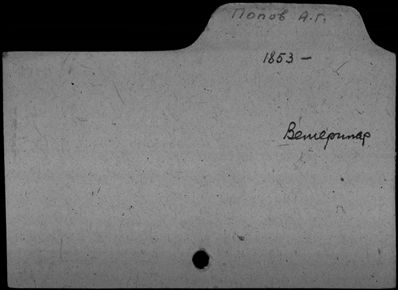 Попов А.Г.
1853 –
Ветеринар